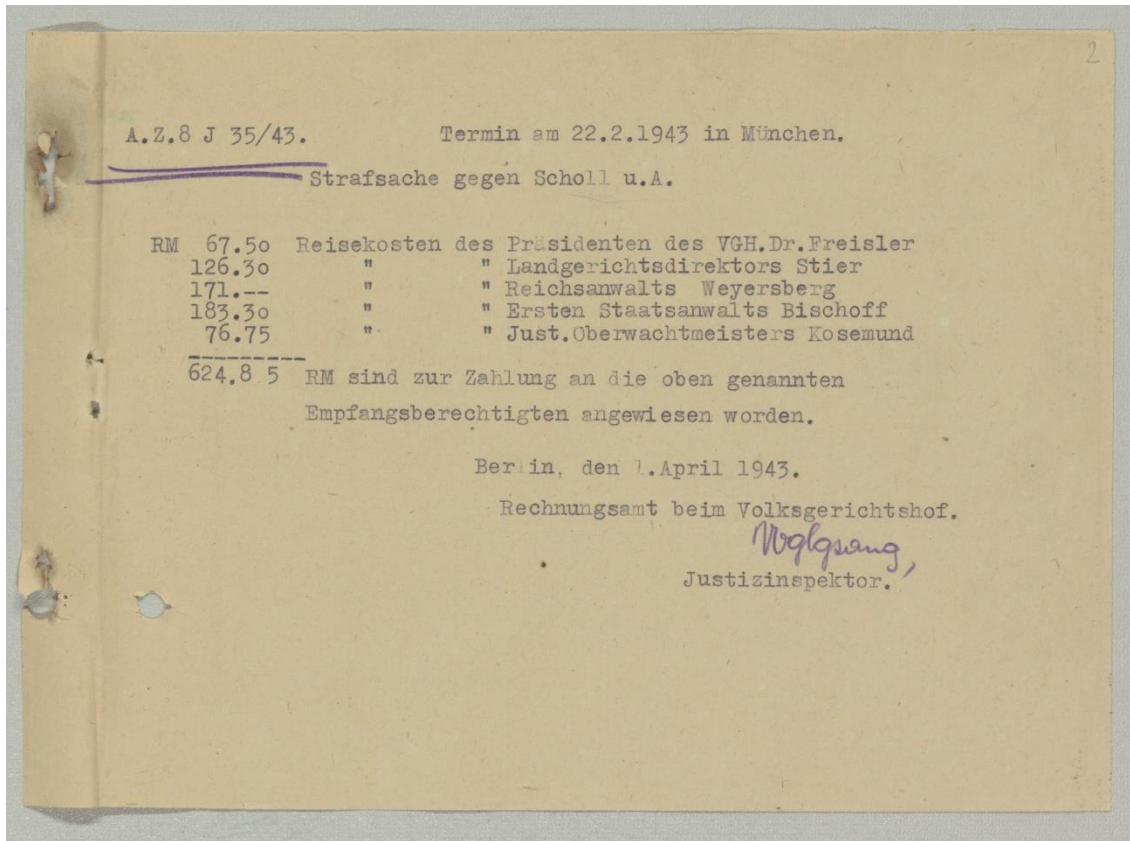 2
A.Z.8 J 35/43. Termin am 22.2.1943 in München.
Strafsache gegen Scholl u.A.
RM 67.50 Reisekosten des Präsidenten des VGH.Dr.Freisler
126.30 " " Landgerichtsdirektors Stier
171.-- " " Reichsanwalts Weyersberg
183.30 " " Ersten Staatsanwalts Bischoff
76.75 " " Just.Oberwachtmeisters Kosemund
----------
624.8 5 RM sind zur Zahlung an die oben genannten
Empfangsberechtigten angewiesen worden.
Berlin, den 1.April 1943.
Rechnungsamt beim Volksgerichtshof.
Justizinspektor.